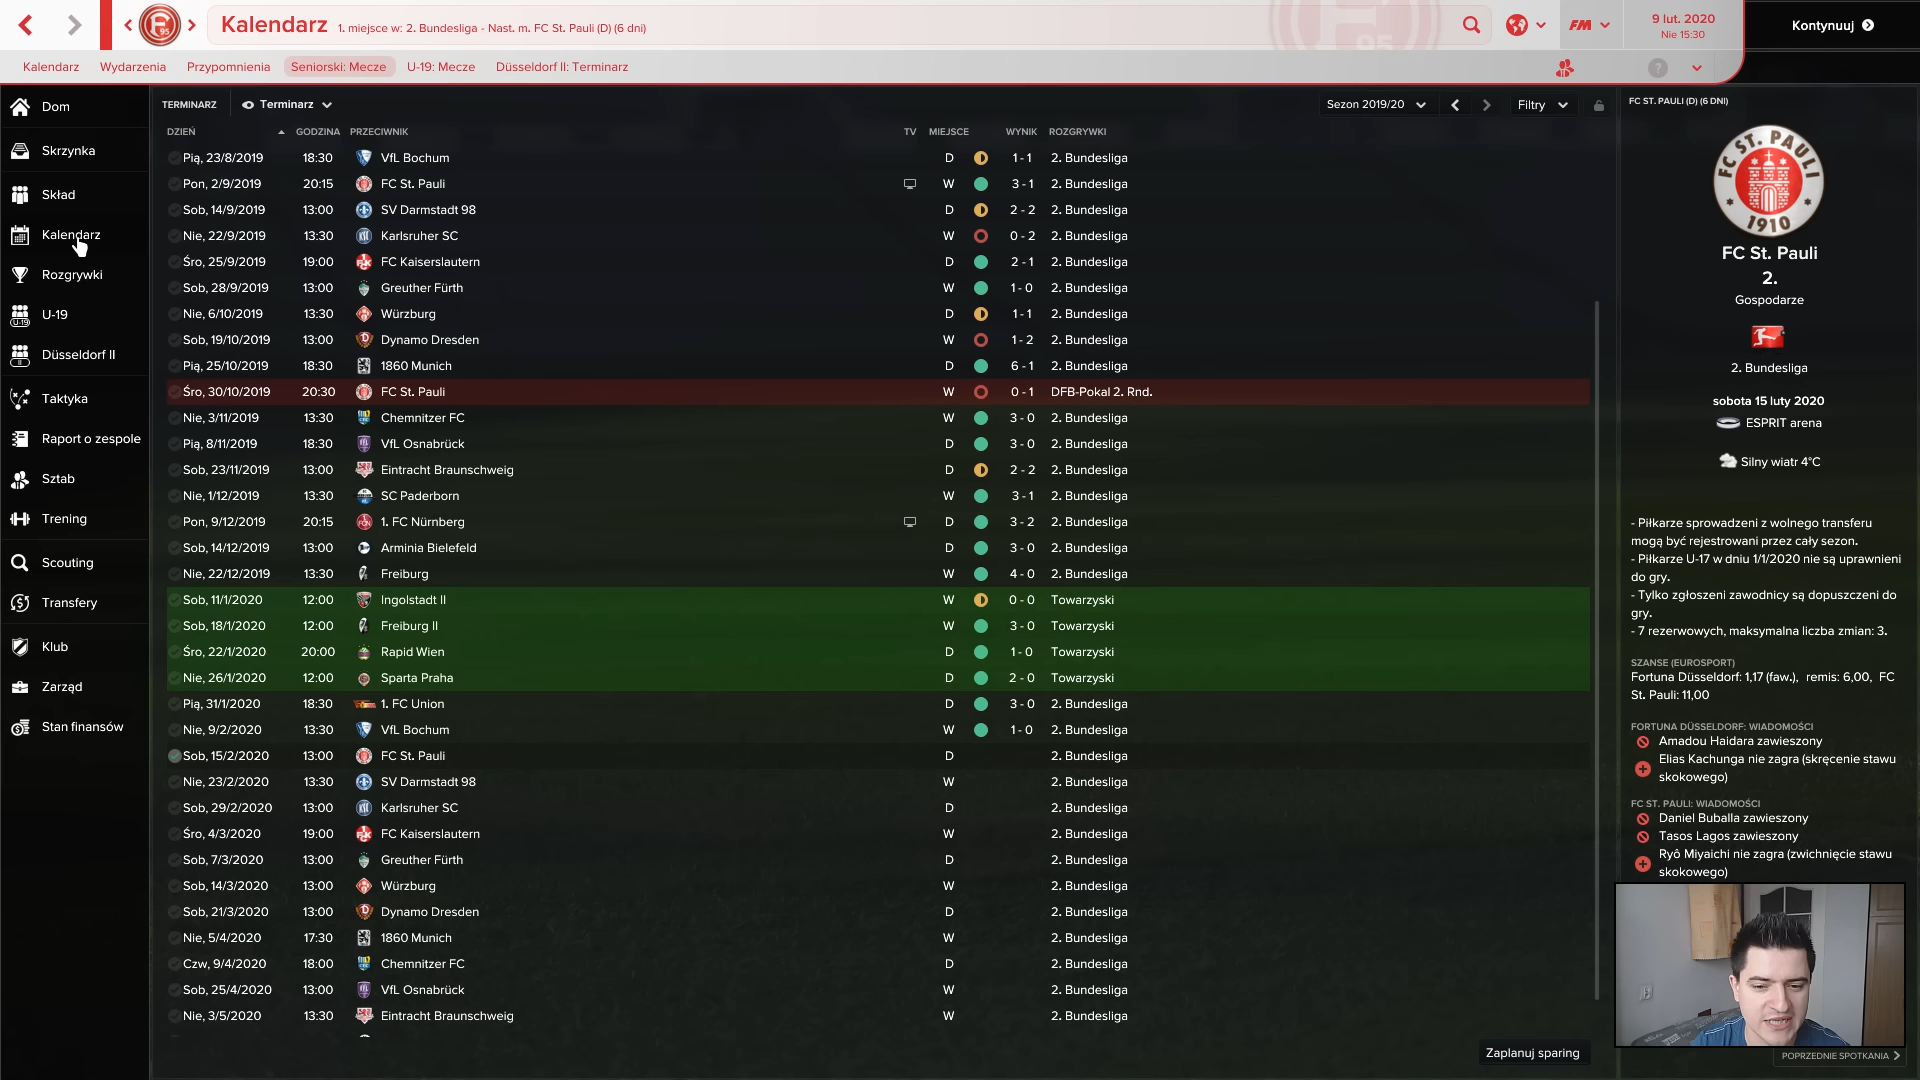 Kalendarz 1. miejsce w: 2. Bundesliga - Nast. m. FC St. Pauli (D) (6 dni)
FM
9 lut. 2020
Nie 15:30
Kontynuuj
Kalendarz Wydarzenia Przypomnienia Seniorski: Mecze U-19: Mecze Düsseldorf II: Terminarz
?
Dom
Skrzynka
Skład
Kalendarz
Rozgrywki
U-19
Düsseldorf II
Taktyka
Raport o zespole
Sztab
Trening
Scouting
Transfery
Klub
Zarząd
Stan finansów
TERMINARZ Terminarz Sezon 2019/20 Filtry
DZIEŃ GODZINA PRZECIWNIK TV MIEJSCE WYNIK ROZGRYWKI
Pią, 23/8/2019 18:30 VfL Bochum D 1 - 1 2. Bundesliga
Pon, 2/9/2019 20:15 FC St. Pauli W 3 - 1 2. Bundesliga
Sob, 14/9/2019 13:00 SV Darmstadt 98 D 2 - 2 2. Bundesliga
Nie, 22/9/2019 13:30 Karlsruher SC W 0 - 2 2. Bundesliga
Śro, 25/9/2019 19:00 FC Kaiserslautern D 2 - 1 2. Bundesliga
Sob, 28/9/2019 13:00 Greuther Fürth W 1 - 0 2. Bundesliga
Nie, 6/10/2019 13:30 Würzburg D 1 - 1 2. Bundesliga
Sob, 19/10/2019 13:00 Dynamo Dresden W 1 - 2 2. Bundesliga
Pią, 25/10/2019 18:30 1860 Munich D 6 - 1 2. Bundesliga
Śro, 30/10/2019 20:30 FC St. Pauli W 0 - 1 DFB-Pokal 2. Rnd.
Nie, 3/11/2019 13:30 Chemnitzer FC W 3 - 0 2. Bundesliga
Pią, 8/11/2019 18:30 VfL Osnabrück D 3 - 0 2. Bundesliga
Sob, 23/11/2019 13:00 Eintracht Braunschweig D 2 - 2 2. Bundesliga
Nie, 1/12/2019 13:30 SC Paderborn W 3 - 1 2. Bundesliga
Pon, 9/12/2019 20:15 1. FC Nürnberg D 3 - 2 2. Bundesliga
Sob, 14/12/2019 13:00 Arminia Bielefeld D 3 - 0 2. Bundesliga
Nie, 22/12/2019 13:30 Freiburg W 4 - 0 2. Bundesliga
Sob, 11/1/2020 12:00 Ingolstadt II W 0 - 0 Towarzyski
Sob, 18/1/2020 12:00 Freiburg II W 3 - 0 Towarzyski
Śro, 22/1/2020 20:00 Rapid Wien D 1 - 0 Towarzyski
Nie, 26/1/2020 12:00 Sparta Praha D 2 - 0 Towarzyski
Pią, 31/1/2020 18:30 1. FC Union D 3 - 0 2. Bundesliga
Nie, 9/2/2020 13:30 VfL Bochum W 1 - 0 2. Bundesliga
Sob, 15/2/2020 13:00 FC St. Pauli D 2. Bundesliga
Nie, 23/2/2020 13:30 SV Darmstadt 98 W 2. Bundesliga
Sob, 29/2/2020 13:00 Karlsruher SC D 2. Bundesliga
Śro, 4/3/2020 19:00 FC Kaiserslautern W 2. Bundesliga
Sob, 7/3/2020 13:00 Greuther Fürth D 2. Bundesliga
Sob, 14/3/2020 13:00 Würzburg W 2. Bundesliga
Sob, 21/3/2020 13:00 Dynamo Dresden D 2. Bundesliga
Nie, 5/4/2020 17:30 1860 Munich W 2. Bundesliga
Czw, 9/4/2020 18:00 Chemnitzer FC D 2. Bundesliga
Sob, 25/4/2020 13:00 VfL Osnabrück W 2. Bundesliga
Nie, 3/5/2020 13:30 Eintracht Braunschweig W 2. Bundesliga
Zaplanuj sparing
FC ST. PAULI (D) (6 DNI)
FC ST. PAULI
1910
FC St. Pauli
2.
Gospodarze
2. Bundesliga
sobota 15 luty 2020
ESPRIT arena
Silny wiatr 4°C
- Piłkarze sprowadzeni z wolnego transferu
mogą być rejestrowani przez cały sezon.
- Piłkarze U-17 w dniu 1/1/2020 nie są uprawnieni
do gry.
- Tylko zgłoszeni zawodnicy są dopuszczeni do
gry.
- 7 rezerwowych, maksymalna liczba zmian: 3.
SZANSE (EUROSPORT)
Fortuna Düsseldorf: 1,17 (faw.), remis: 6,00, FC
St. Pauli: 11,00
FORTUNA DÜSSELDORF: WIADOMOŚCI
Amadou Haidara zawieszony
Elias Kachunga nie zagra (skręcenie stawu
skokowego)
FC ST. PAULI: WIADOMOŚCI
Daniel Buballa zawieszony
Tasos Lagos zawieszony
Ryô Miyaichi nie zagra (zwichnięcie stawu
skokowego)
POPRZEDNIE SPOTKANIA